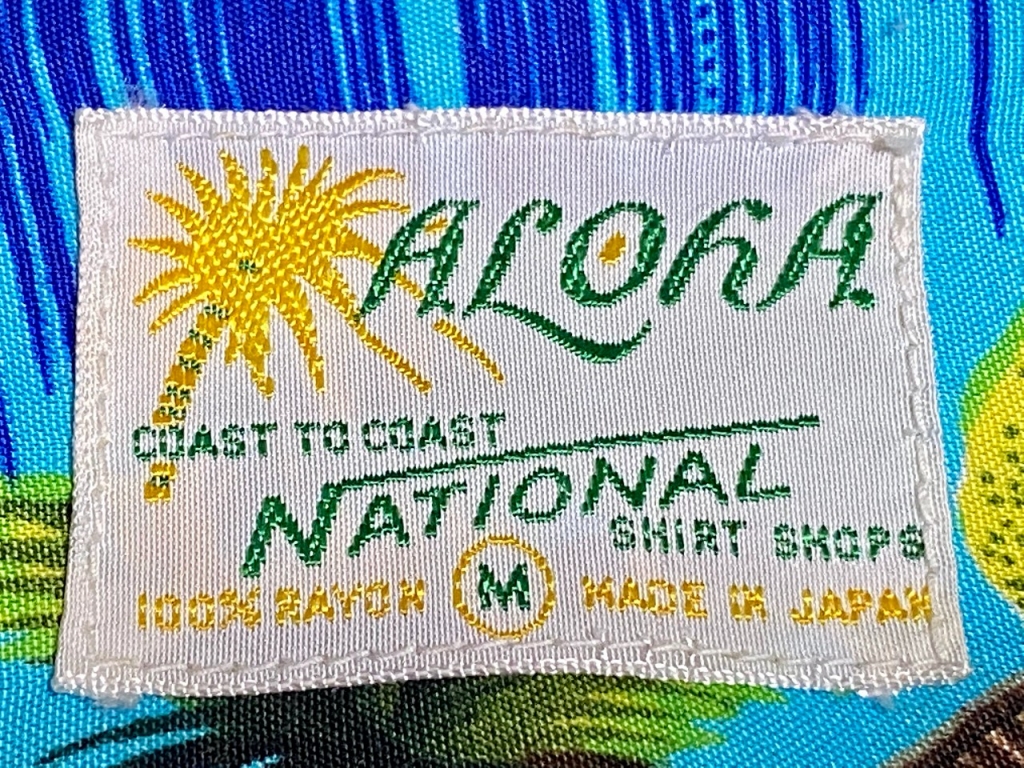 ALOhA
COAST TO COAST
NATIONAL
SHIRT SHOPS
100% RAYON M MADE IN JAPAN